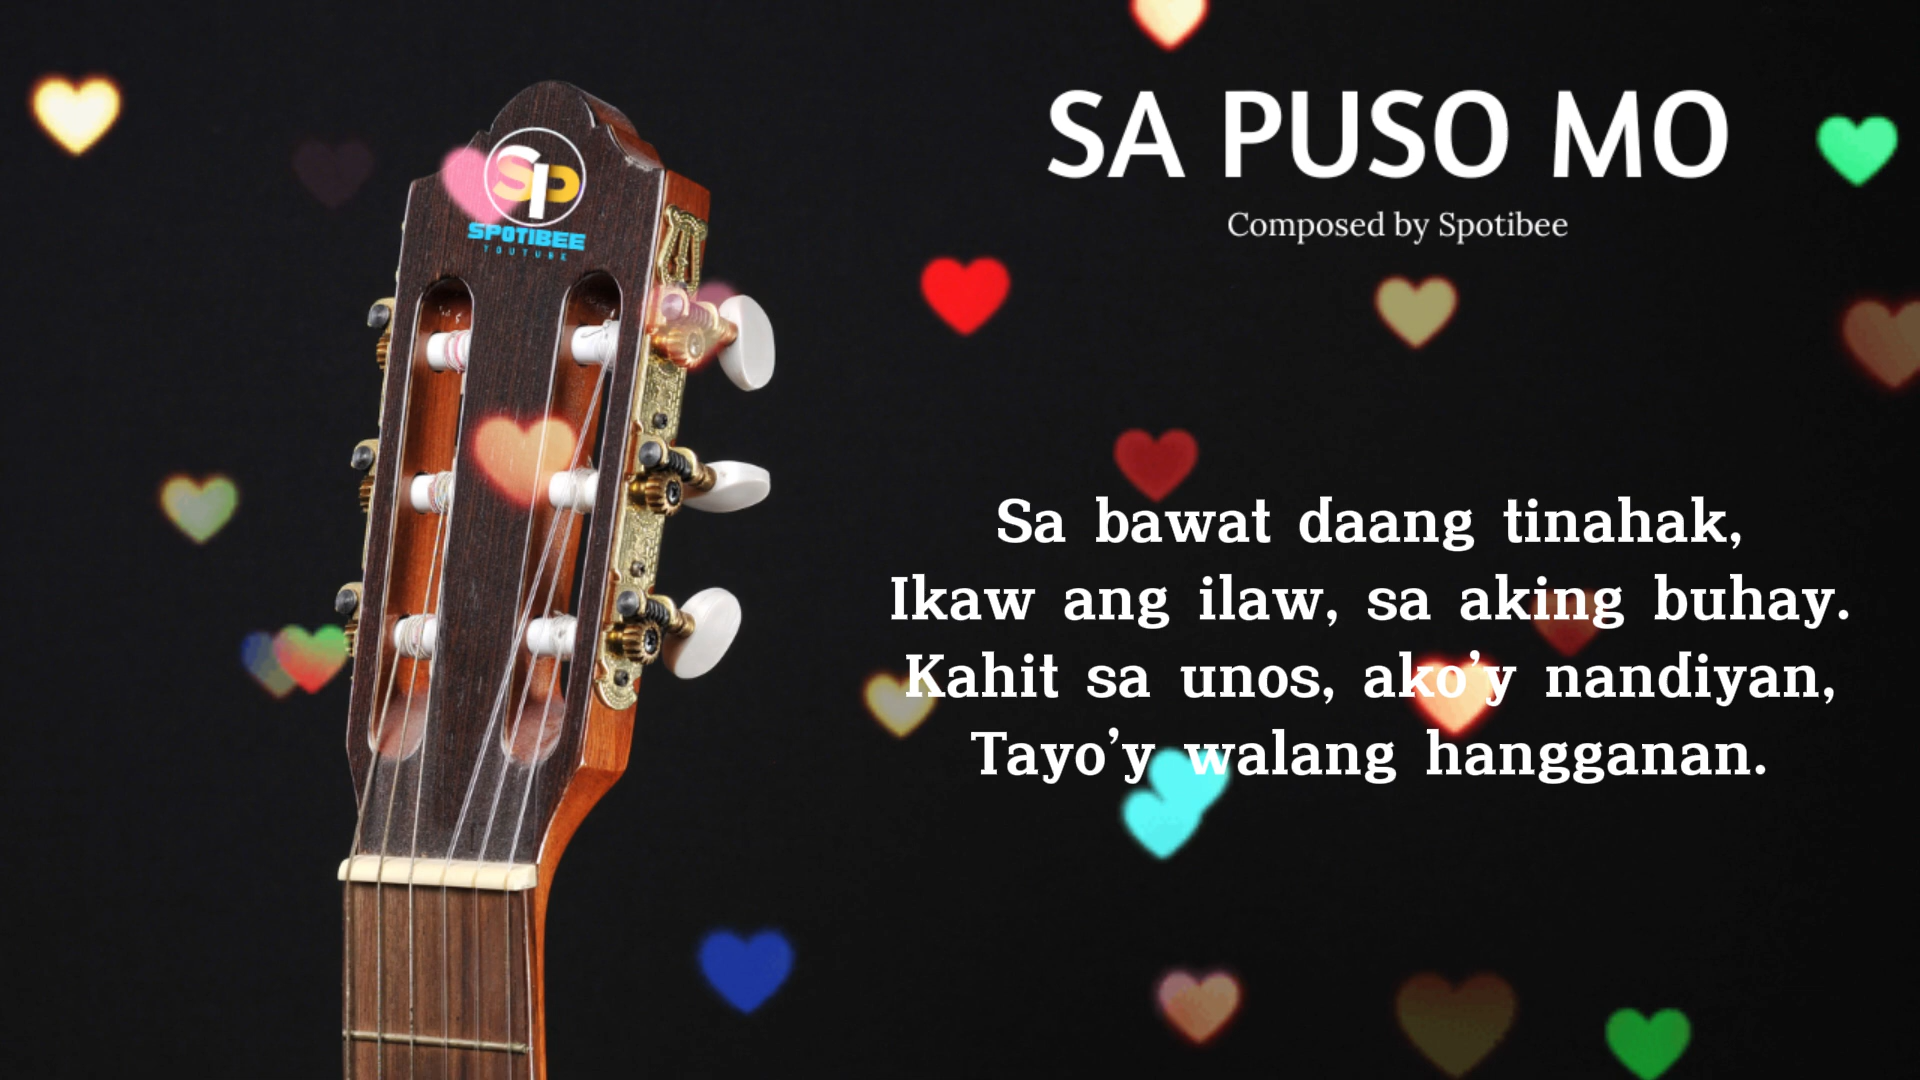 SP
SPOTIBEE
YOUTUBE
SA PUSO MO
Composed by Spotibee
Sa bawat daang tinahak,
Ikaw ang ilaw, sa aking buhay.
Kahit sa unos, ako’y nandiyan,
Tayo’y walang hangganan.